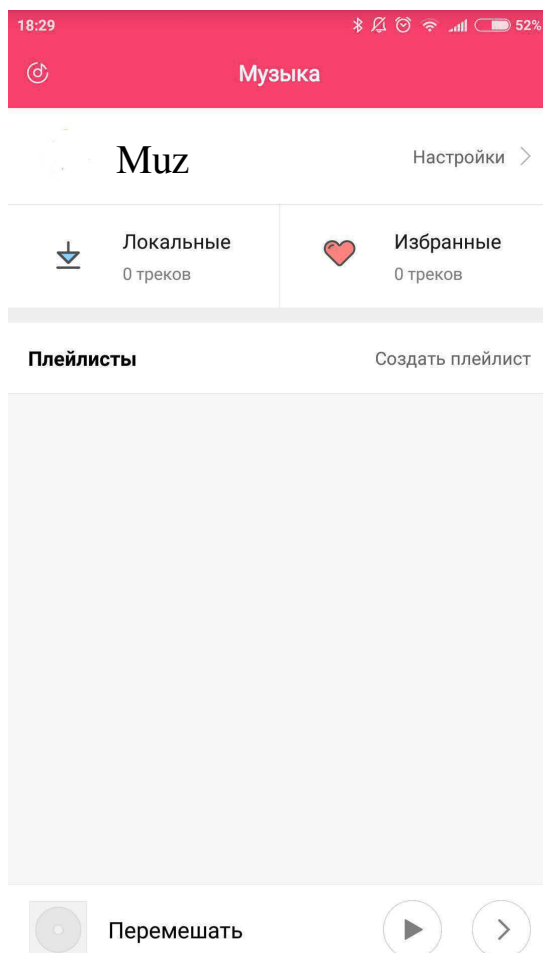 18:29 52%
Музыка
Muz Настройки
Локальные Избранные
0 треков 0 треков
Плейлисты Создать плейлист
Перемешать